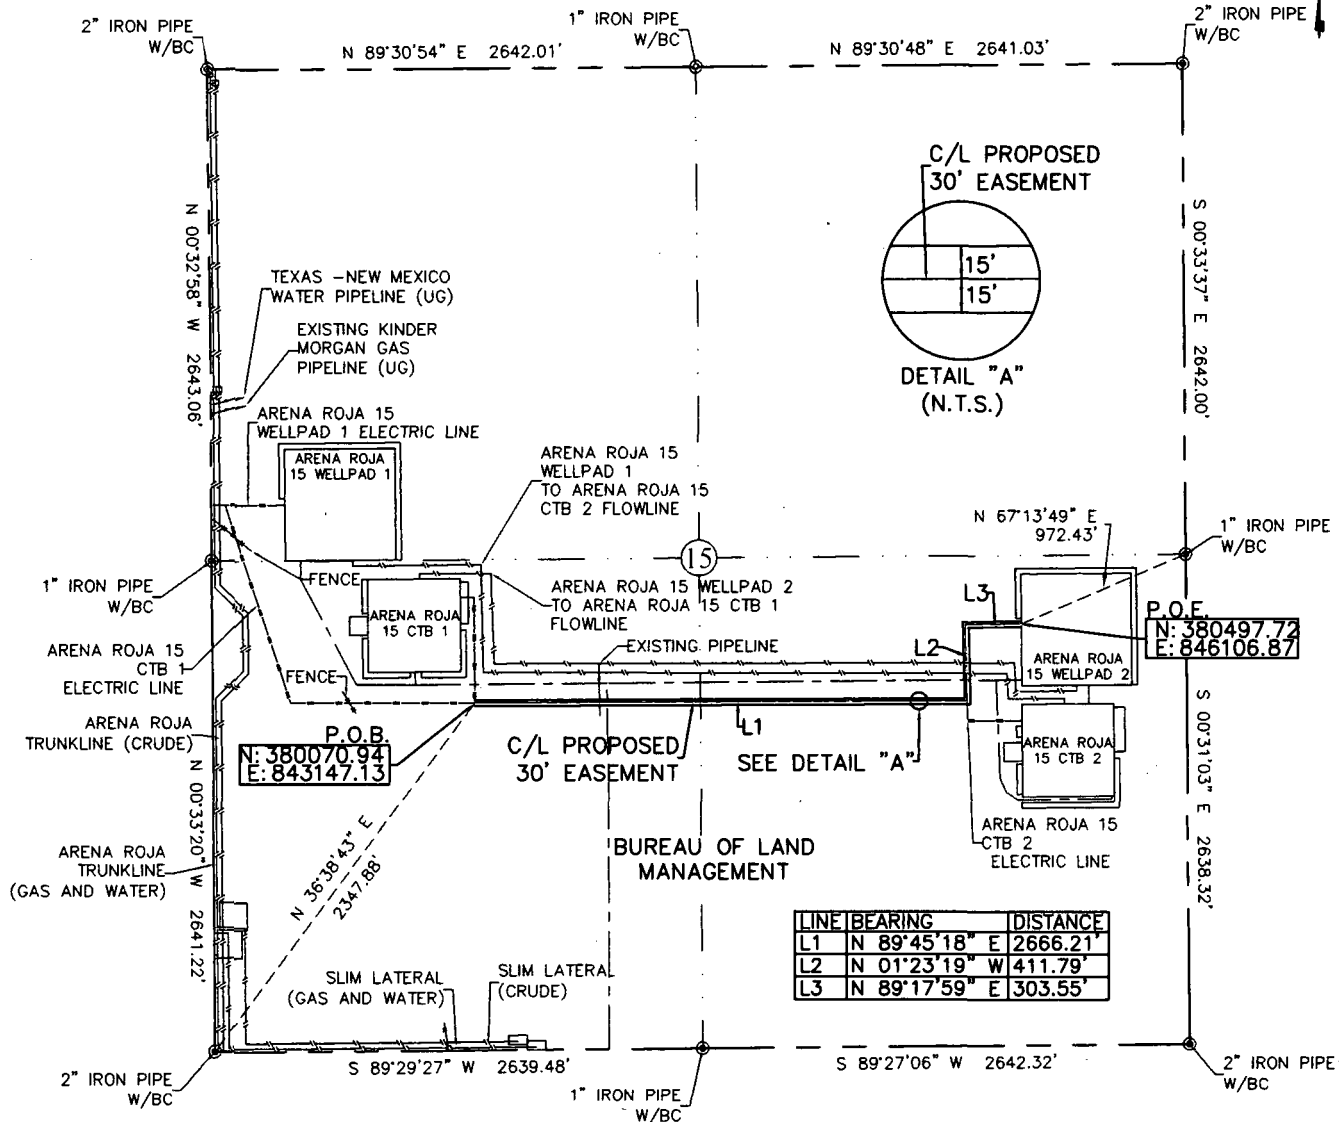 2" IRON PIPE
W/BC
N 89°30'54" E 2642.01'
1" IRON PIPE
W/BC
N 89°30'48" E 2641.03'
2" IRON PIPE
W/BC
C/L PROPOSED
30' EASEMENT
15'
15'
DETAIL "A"
(N.T.S.)
N 00°32'58" W 2643.06'
S 00°33'37" E 2642.00'
TEXAS -NEW MEXICO
WATER PIPELINE (UG)
EXISTING KINDER
MORGAN GAS
PIPELINE (UG)
ARENA ROJA 15
WELLPAD 1 ELECTRIC LINE
ARENA ROJA
15 WELLPAD 1
ARENA ROJA 15
WELLPAD 1
TO ARENA ROJA 15
CTB 2 FLOWLINE
N 67°13'49" E
972.43'
1" IRON PIPE
W/BC
15
1" IRON PIPE
W/BC
FENCE
ARENA ROJA
15 CTB 1
ARENA ROJA 15 WELLPAD 2
TO ARENA ROJA 15 CTB 1
FLOWLINE
L3
P.O.E.
N: 380497.72
E: 846106.87
ARENA ROJA 15
CTB 1
ELECTRIC LINE
EXISTING PIPELINE
L2
ARENA ROJA
15 WELLPAD 2
FENCE
ARENA ROJA
TRUNKLINE (CRUDE)
P.O.B.
N: 380070.94
E: 843147.13
C/L PROPOSED
30' EASEMENT
L1
SEE DETAIL "A"
ARENA ROJA
15 CTB 2
S 00°31'03" E 2638.32'
N 00°33'20" W 2641.22'
N 36°38'43" E
2347.88'
ARENA ROJA 15
CTB 2
ELECTRIC LINE
ARENA ROJA
TRUNKLINE
(GAS AND WATER)
BUREAU OF LAND
MANAGEMENT
LINE BEARING DISTANCE
L1 N 89°45'18" E 2666.21'
L2 N 01°23'19" W 411.79'
L3 N 89°17'59" E 303.55'
SLIM LATERAL
(GAS AND WATER)
SLIM LATERAL
(CRUDE)
S 89°29'27" W 2639.48'
S 89°27'06" W 2642.32'
2" IRON PIPE
W/BC
1" IRON PIPE
W/BC
2" IRON PIPE
W/BC